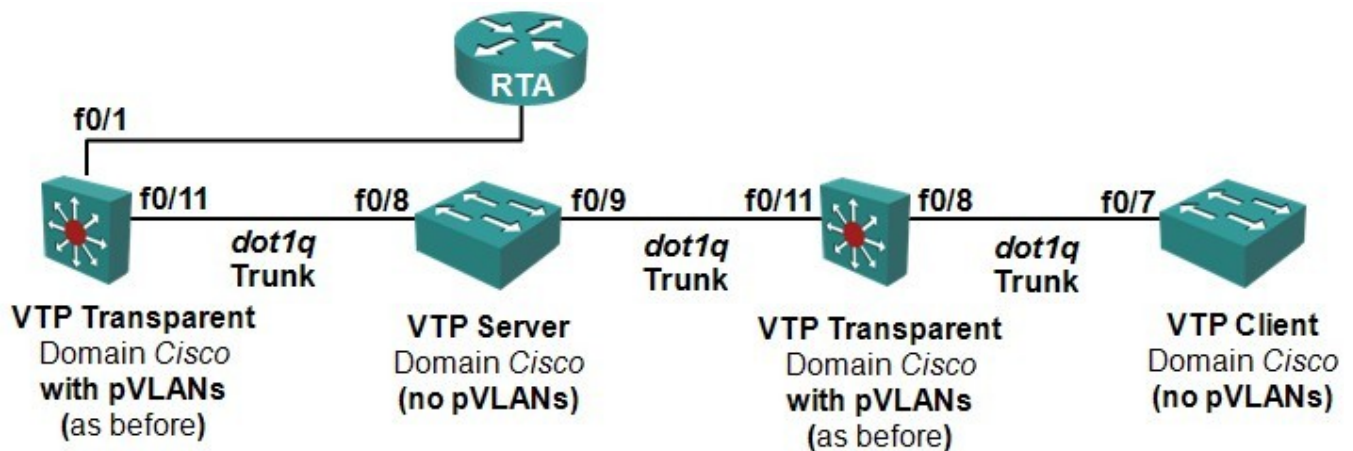 RTA
f0/1
f0/11
f0/8
f0/9
f0/11
f0/8
f0/7
dot1q
Trunk
dot1q
Trunk
dot1q
Trunk
VTP Transparent
Domain Cisco
with pVLANs
(as before)
VTP Server
Domain Cisco
(no pVLANs)
VTP Transparent
Domain Cisco
with pVLANs
(as before)
VTP Client
Domain Cisco
(no pVLANs)